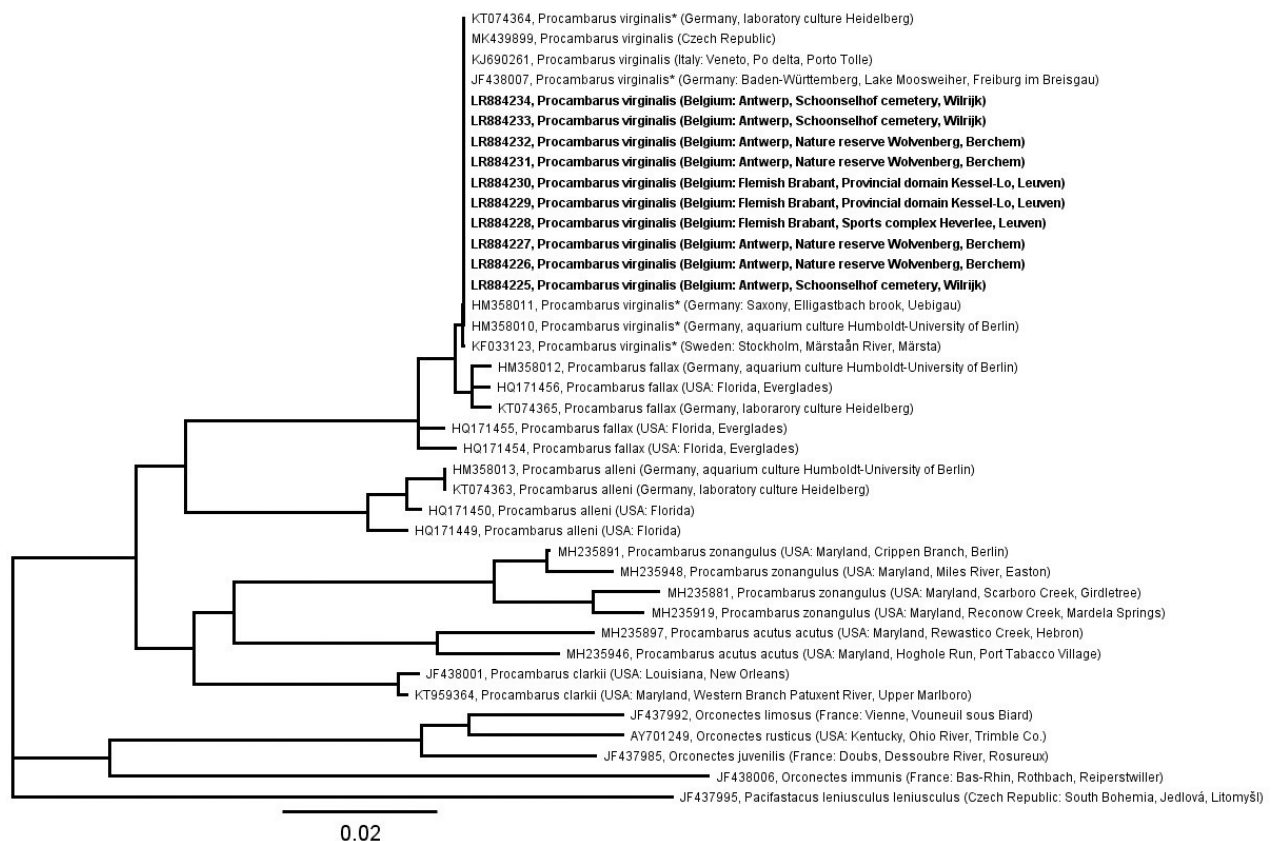 KT074364, Procambarus virginalis* (Germany, laboratory culture Heidelberg)
MK439899, Procambarus virginalis (Czech Republic)
KJ690261, Procambarus virginalis (Italy: Veneto, Po delta, Porto Tolle)
JF438007, Procambarus virginalis* (Germany: Baden-Württemberg, Lake Moosweiher, Freiburg im Breisgau)
LR884234, Procambarus virginalis (Belgium: Antwerp, Schoonselhof cemetery, Wilrijk)
LR884233, Procambarus virginalis (Belgium: Antwerp, Schoonselhof cemetery, Wilrijk)
LR884232, Procambarus virginalis (Belgium: Antwerp, Nature reserve Wolvenberg, Berchem)
LR884231, Procambarus virginalis (Belgium: Antwerp, Nature reserve Wolvenberg, Berchem)
LR884230, Procambarus virginalis (Belgium: Flemish Brabant, Provincial domain Kessel-Lo, Leuven)
LR884229, Procambarus virginalis (Belgium: Flemish Brabant, Provincial domain Kessel-Lo, Leuven)
LR884228, Procambarus virginalis (Belgium: Flemish Brabant, Sports complex Heverlee, Leuven)
LR884227, Procambarus virginalis (Belgium: Antwerp, Nature reserve Wolvenberg, Berchem)
LR884226, Procambarus virginalis (Belgium: Antwerp, Nature reserve Wolvenberg, Berchem)
LR884225, Procambarus virginalis (Belgium: Antwerp, Schoonselhof cemetery, Wilrijk)
HM358011, Procambarus virginalis* (Germany: Saxony, Elligastbach brook, Uebigau)
HM358010, Procambarus virginalis* (Germany, aquarium culture Humboldt-University of Berlin)
KF033123, Procambarus virginalis* (Sweden: Stockholm, Märstaån River, Märsta)
HM358012, Procambarus fallax (Germany, aquarium culture Humboldt-University of Berlin)
HQ171456, Procambarus fallax (USA: Florida, Everglades)
KT074365, Procambarus fallax (Germany, laborarory culture Heidelberg)
HQ171455, Procambarus fallax (USA: Florida, Everglades)
HQ171454, Procambarus fallax (USA: Florida, Everglades)
HM358013, Procambarus alleni (Germany, aquarium culture Humboldt-University of Berlin)
KT074363, Procambarus alleni (Germany, laboratory culture Heidelberg)
HQ171450, Procambarus alleni (USA: Florida)
HQ171449, Procambarus alleni (USA: Florida)
MH235891, Procambarus zonangulus (USA: Maryland, Crippen Branch, Berlin)
MH235948, Procambarus zonangulus (USA: Maryland, Miles River, Easton)
MH235881, Procambarus zonangulus (USA: Maryland, Scarboro Creek, Girdletree)
MH235919, Procambarus zonangulus (USA: Maryland, Reconow Creek, Mardela Springs)
MH235897, Procambarus acutus acutus (USA: Maryland, Rewastico Creek, Hebron)
MH235946, Procambarus acutus acutus (USA: Maryland, Hoghole Run, Port Tabacco Village)
JF438001, Procambarus clarkii (USA: Louisiana, New Orleans)
KT959364, Procambarus clarkii (USA: Maryland, Western Branch Patuxent River, Upper Marlboro)
JF437992, Orconectes limosus (France: Vienne, Vouneuil sous Biard)
AY701249, Orconectes rusticus (USA: Kentucky, Ohio River, Trimble Co.)
JF437985, Orconectes juvenilis (France: Doubs, Dessoubre River, Rosureux)
JF438006, Orconectes immunis (France: Bas-Rhin, Rothbach, Reiperstwiller)
JF437995, Pacifastacus leniusculus leniusculus (Czech Republic: South Bohemia, Jedlová, Litomyšl)
0.02